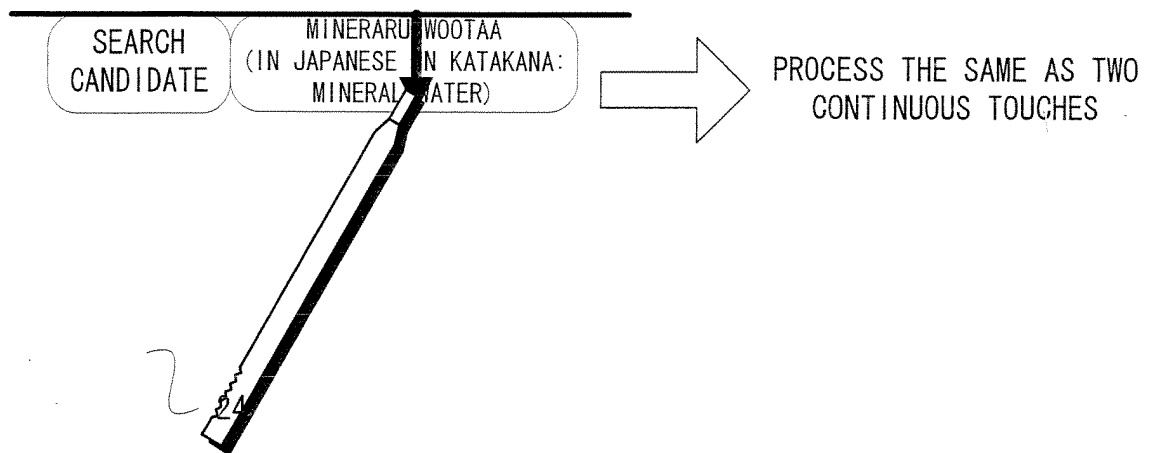 SEARCH
CANDIDATE
MINERARU WOOTAA
(IN JAPANESE IN KATAKANA:
MINERAL WATER)
PROCESS THE SAME AS TWO
CONTINUOUS TOUCHES
24